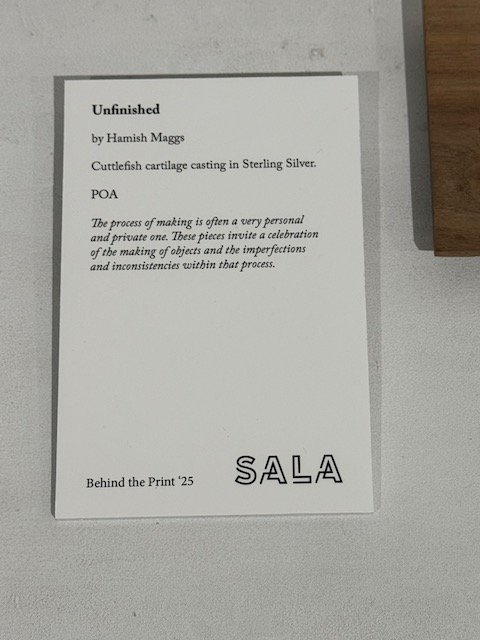 Unfinished
by Hamish Maggs
Cuttlefish cartilage casting in Sterling Silver.
POA
The process of making is often a very personal
and private one. These pieces invite a celebration
of the making of objects and the imperfections
and inconsistencies within that process.
Behind the Print ‘25
SALA